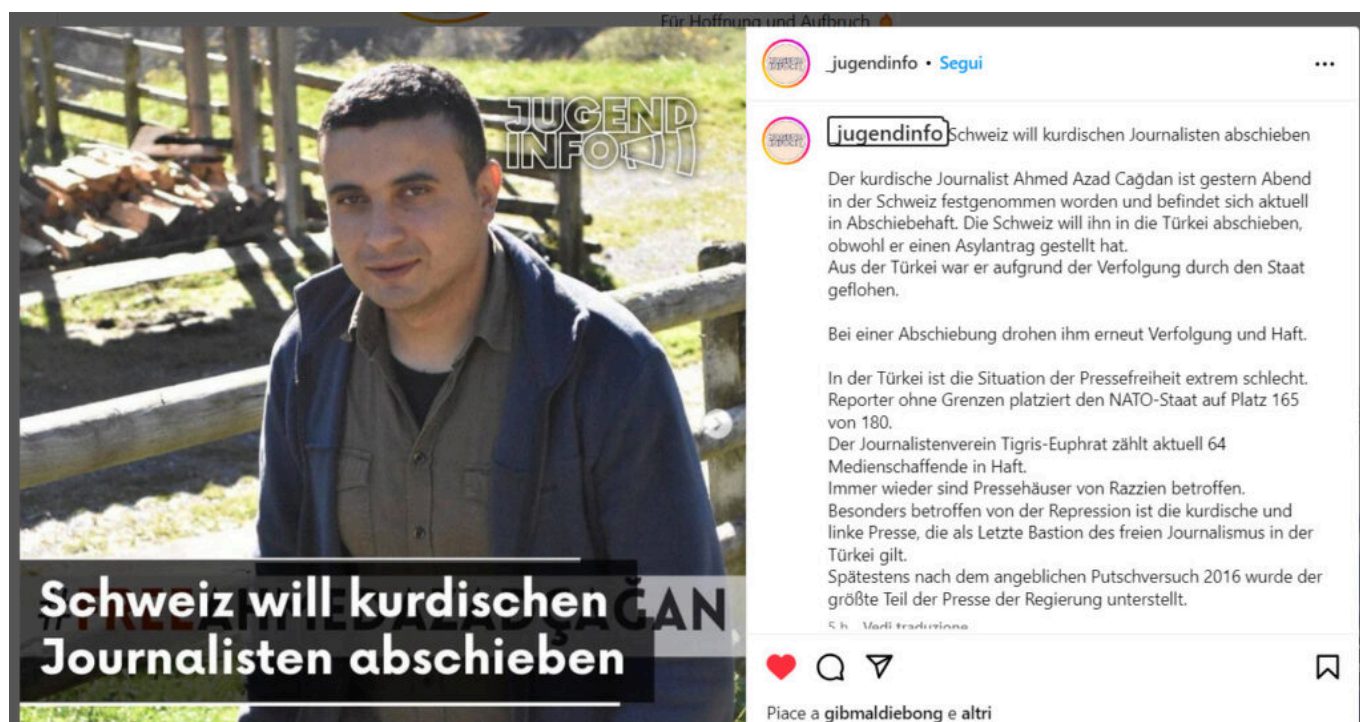 Für Hoffnung und Aufbruch
JUGEND
INFO
#FREEAHMEDAZADÇAĞAN
Schweiz will kurdischen
Journalisten abschieben
_jugendinfo • Segui
_jugendinfo Schweiz will kurdischen Journalisten abschieben
Der kurdische Journalist Ahmed Azad Cağdan ist gestern Abend
in der Schweiz festgenommen worden und befindet sich aktuell
in Abschiebehaft. Die Schweiz will ihn in die Türkei abschieben,
obwohl er einen Asylantrag gestellt hat.
Aus der Türkei war er aufgrund der Verfolgung durch den Staat
geflohen.
Bei einer Abschiebung drohen ihm erneut Verfolgung und Haft.
In der Türkei ist die Situation der Pressefreiheit extrem schlecht.
Reporter ohne Grenzen platziert den NATO-Staat auf Platz 165
von 180.
Der Journalistenverein Tigris-Euphrat zählt aktuell 64
Medienschaffende in Haft.
Immer wieder sind Pressehäuser von Razzien betroffen.
Besonders betroffen von der Repression ist die kurdische und
linke Presse, die als Letzte Bastion des freien Journalismus in der
Türkei gilt.
Spätestens nach dem angeblichen Putschversuch 2016 wurde der
größte Teil der Presse der Regierung unterstellt.
5 h Vedi traduzione
Piace a gibmaldiebong e altri